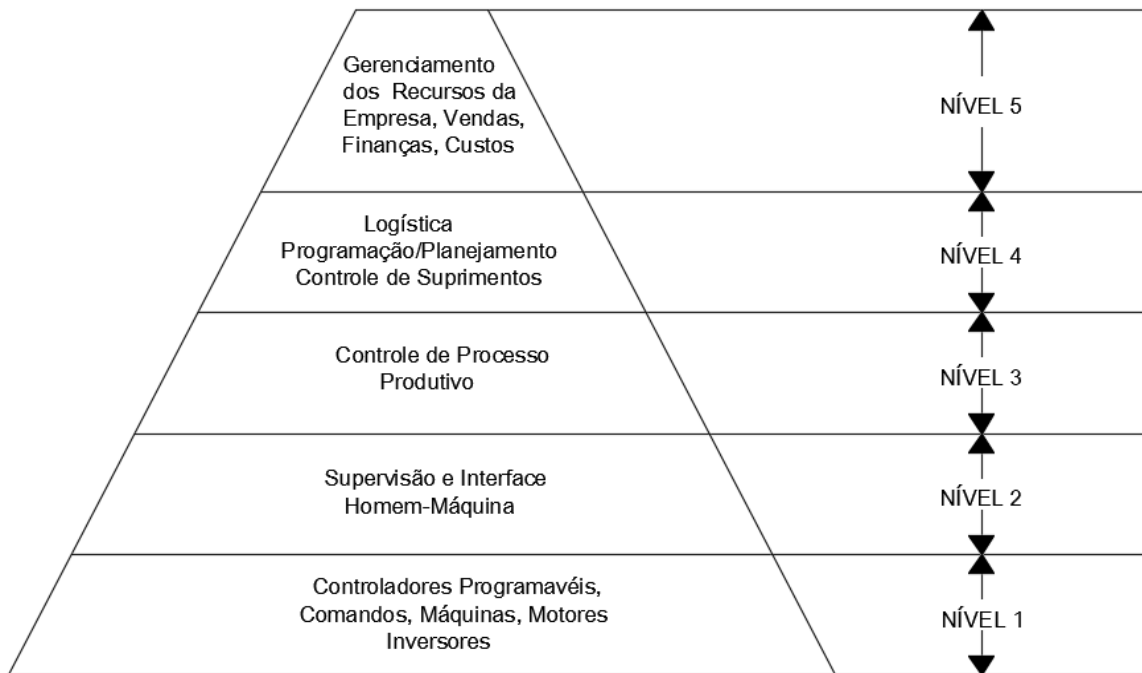 Gerenciamento
dos Recursos da
Empresa, Vendas,
Finanças, Custos
NÍVEL 5
Logística
Programação/Planejamento
Controle de Suprimentos
NÍVEL 4
Controle de Processo
Produtivo
NÍVEL 3
Supervisão e Interface
Homem-Máquina
NÍVEL 2
Controladores Programavéis,
Comandos, Máquinas, Motores
Inversores
NÍVEL 1